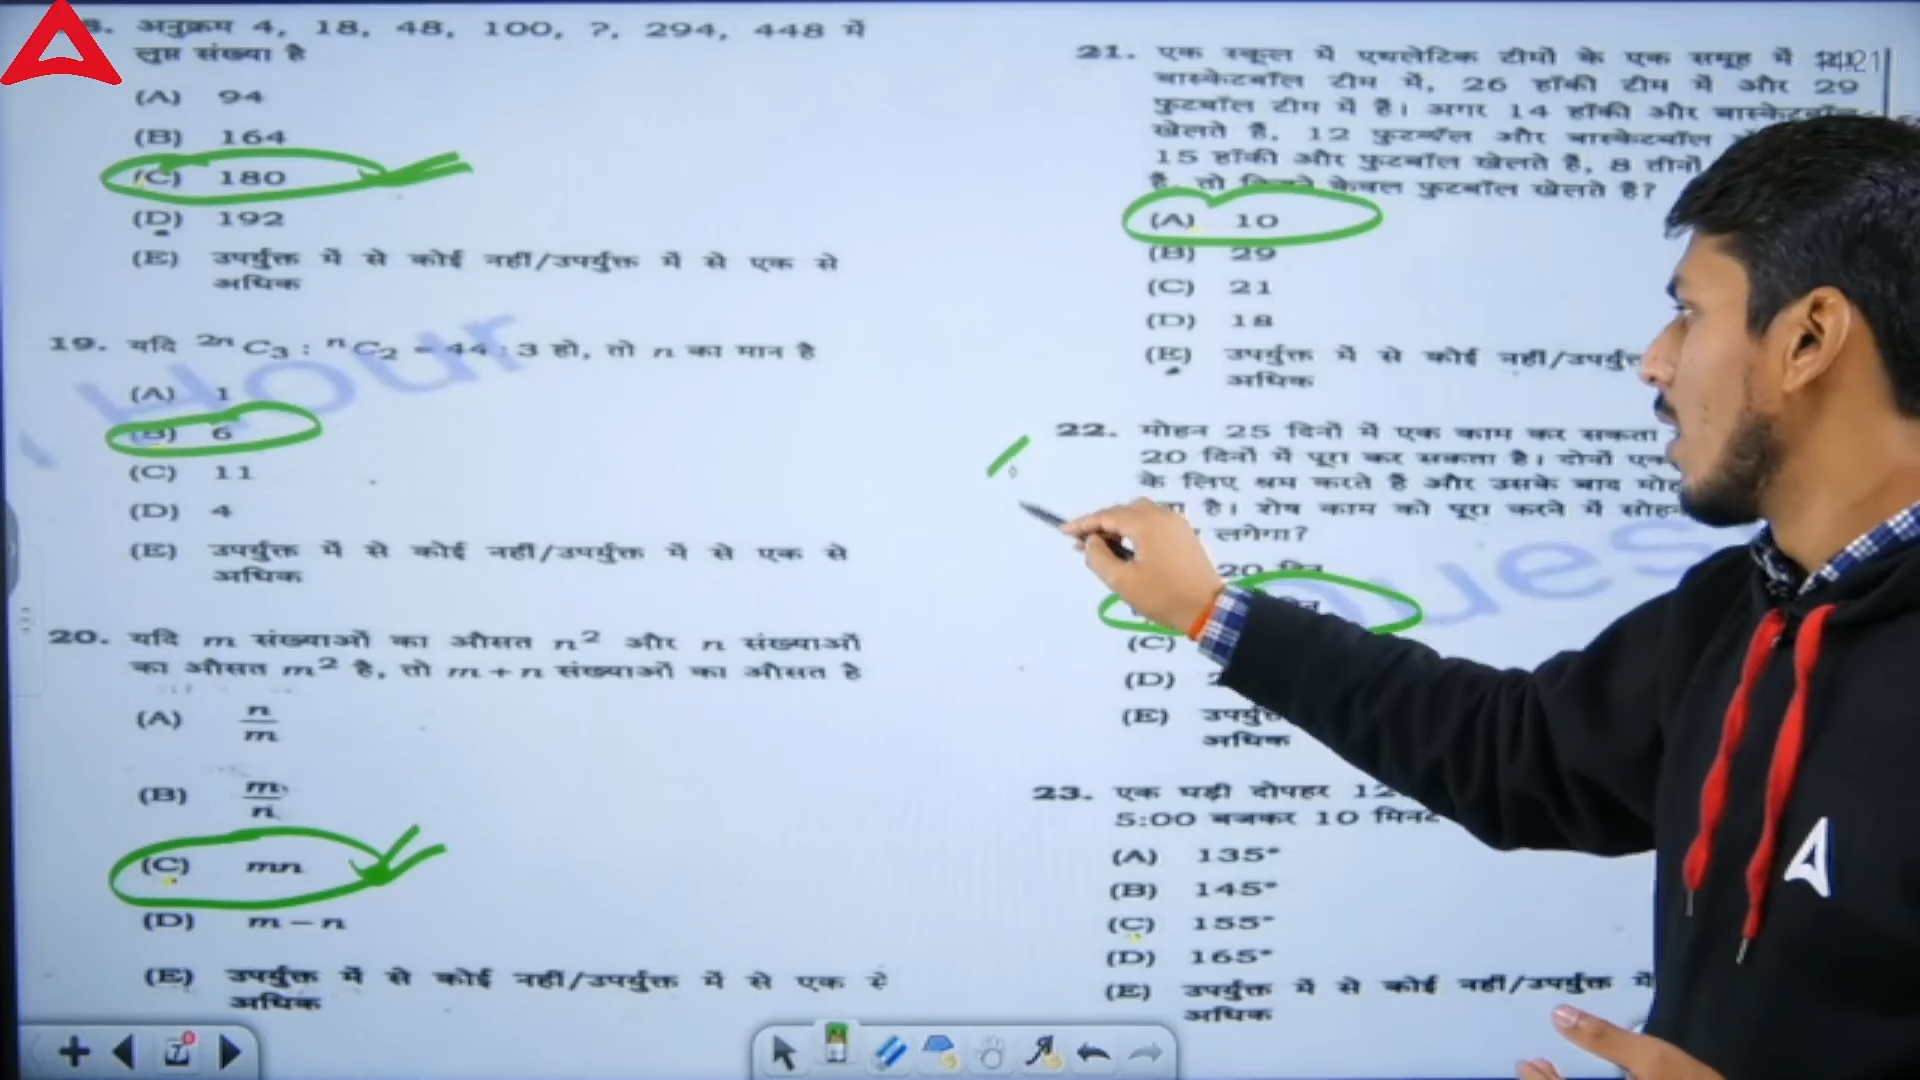 8. अनुक्रम 4, 18, 48, 100, ?, 294, 448 में
लुप्त संख्या है
(A) 94
(B) 164
(C) 180
(D) 192
(E) उपर्युक्त में से कोई नहीं/उपर्युक्त में से एक से
अधिक
19. यदि ²ⁿC₃ : ⁿC₂ = 44 : 3 हो, तो n का मान है
(A) 1
(B) 6
(C) 11
(D) 4
(E) उपर्युक्त में से कोई नहीं/उपर्युक्त में से एक से
अधिक
20. यदि m संख्याओं का औसत n² और n संख्याओं
का औसत m² है, तो m + n संख्याओं का औसत है
(A) n/m
(B) m/n
(C) mn
(D) m – n
(E) उपर्युक्त में से कोई नहीं/उपर्युक्त में से एक से
अधिक
21. एक स्कूल में एथलेटिक टीमों के एक समूह में
बास्केटबॉल टीम में, 26 हॉकी टीम में और 29
फुटबॉल टीम में हैं। अगर 14 हॉकी और बास्केटबॉल
खेलते हैं, 12 फुटबॉल और बास्केटबॉल
15 हॉकी और फुटबॉल खेलते हैं, 8 तीनों
हैं, तो कितने केवल फुटबॉल खेलते हैं?
(A) 10
(B) 29
(C) 21
(D) 18
(E) उपर्युक्त में से कोई नहीं/उपर्युक्त
अधिक
22. मोहन 25 दिनों में एक काम कर सकता
20 दिनों में पूरा कर सकता है। दोनों
के लिए श्रम करते हैं और उसके बाद
है। शेष काम को पूरा करने में सोहन
लगेगा?
20 दिन
(C)
(D)
(E)
अधिक
23. एक घड़ी दोपहर 12
5:00 बजकर 10 मिनट
(A) 135°
(B) 145°
(C) 155°
(D) 165°
(E) उपर्युक्त में से कोई नहीं/उपर्युक्त में
अधिक
Hour